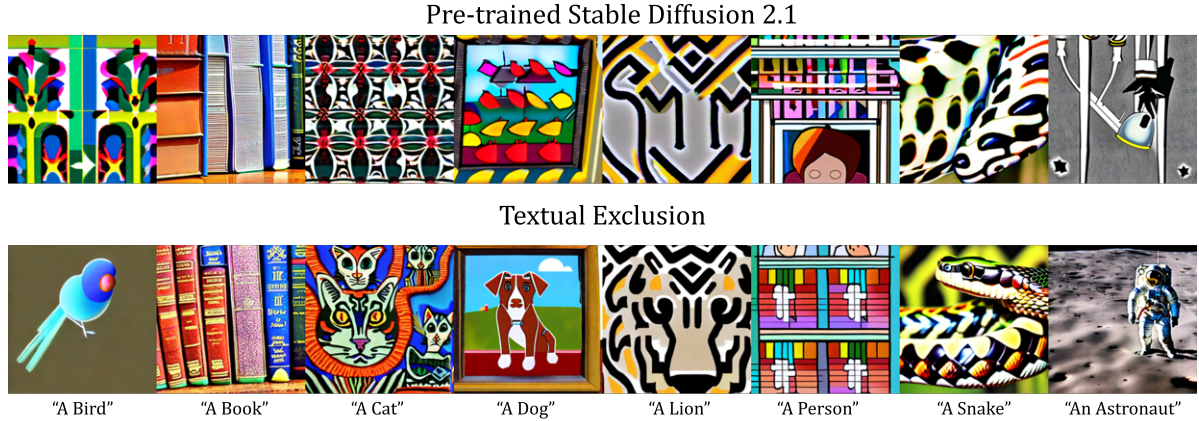 Pre-trained Stable Diffusion 2.1
Textual Exclusion
“A Bird” “A Book” “A Cat” “A Dog” “A Lion” “A Person” “A Snake” “An Astronaut”